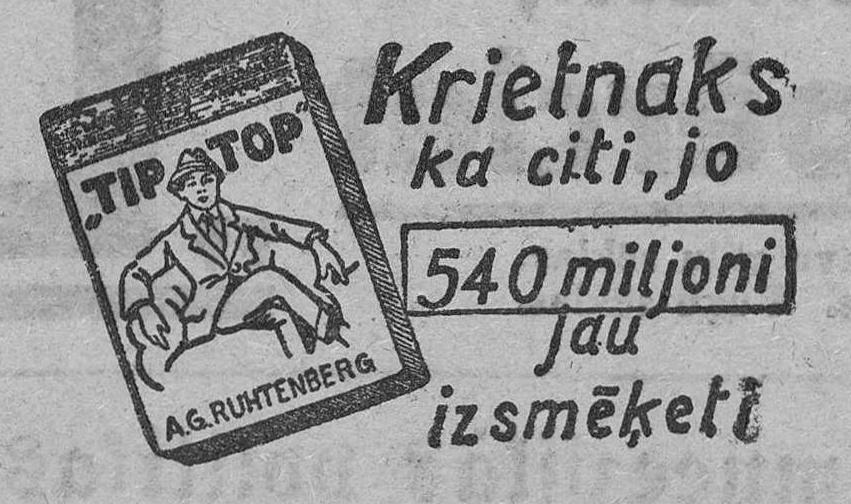 „TIP TOP“
A.G. RUHTENBERG
Krietnaks
ka citi, jo
540 miljoni
jau
izsmēķeti